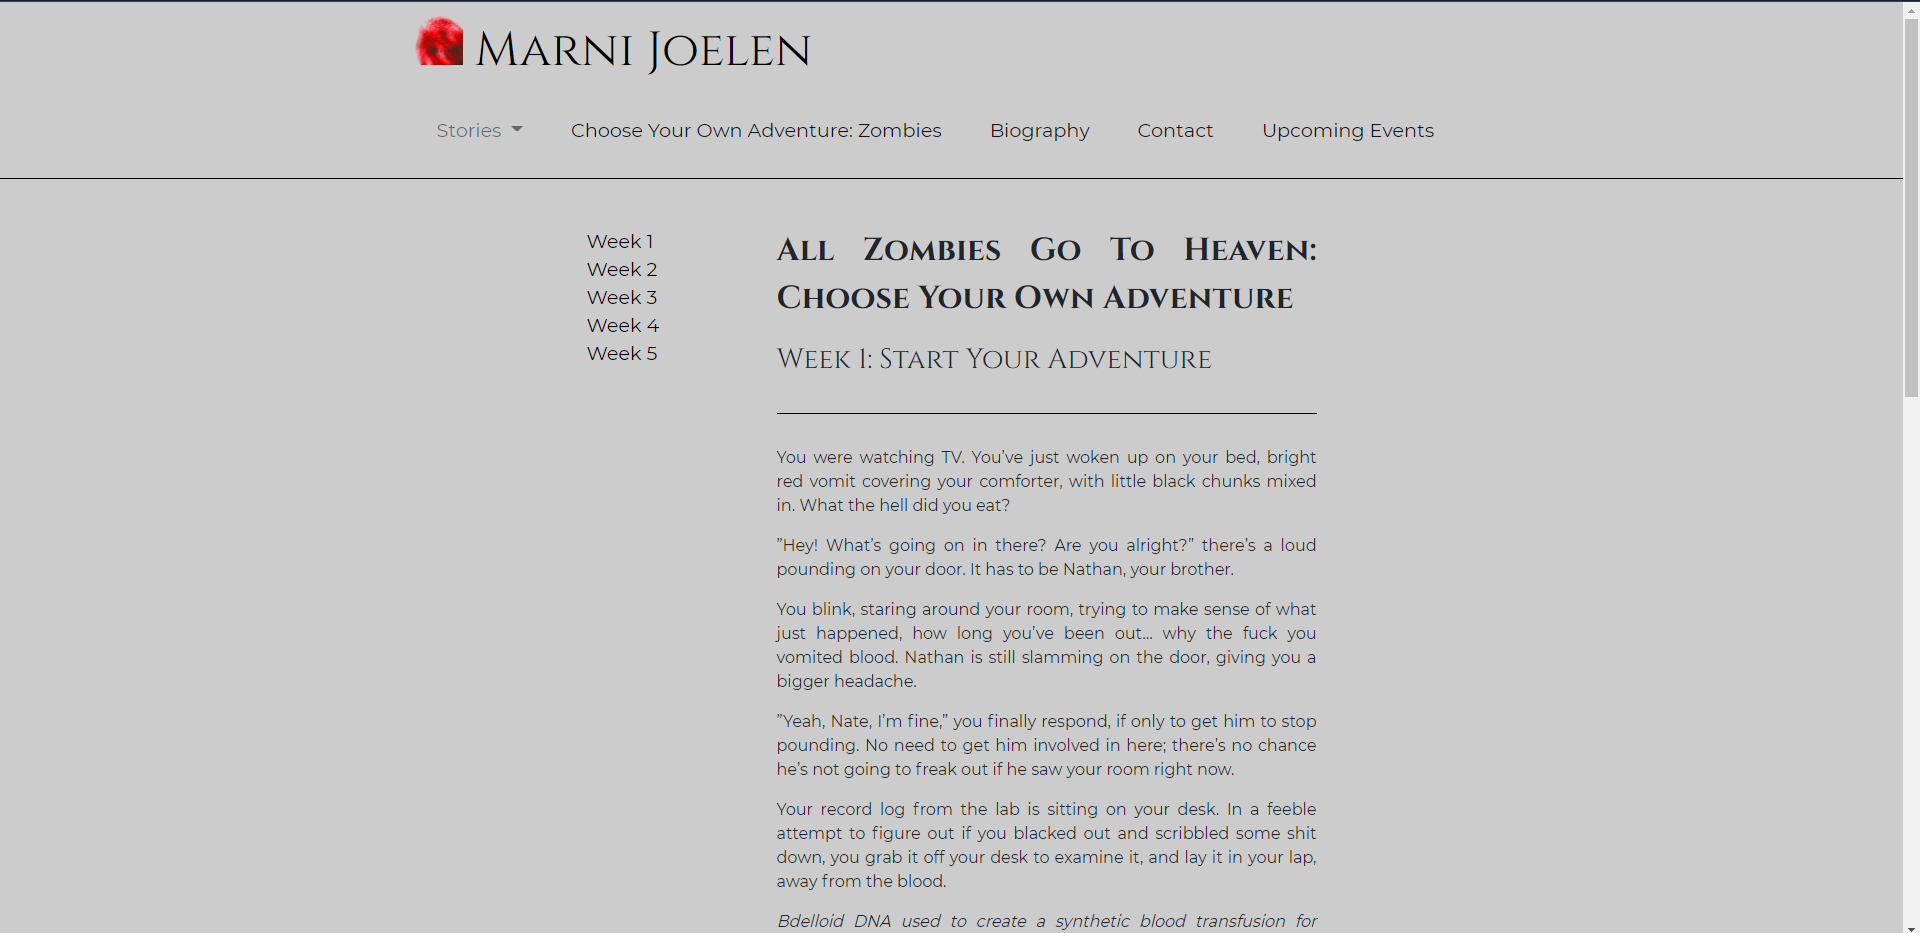 Marni Joelen
Stories
Choose Your Own Adventure: Zombies
Biography
Contact
Upcoming Events
Week 1
Week 2
Week 3
Week 4
Week 5
All Zombies Go To Heaven:
Choose Your Own Adventure
Week 1: Start Your Adventure
You were watching TV. You’ve just woken up on your bed, bright
red vomit covering your comforter, with little black chunks mixed
in. What the hell did you eat?
”Hey! What’s going on in there? Are you alright?” there’s a loud
pounding on your door. It has to be Nathan, your brother.
You blink, staring around your room, trying to make sense of what
just happened, how long you’ve been out... why the fuck you
vomited blood. Nathan is still slamming on the door, giving you a
bigger headache.
”Yeah, Nate, I’m fine,” you finally respond, if only to get him to stop
pounding. No need to get him involved in here; there’s no chance
he’s not going to freak out if he saw your room right now.
Your record log from the lab is sitting on your desk. In a feeble
attempt to figure out if you blacked out and scribbled some shit
down, you grab it off your desk to examine it, and lay it in your lap,
away from the blood.
Bdelloid DNA used to create a synthetic blood transfusion for